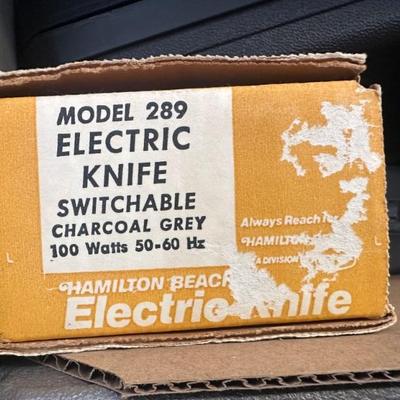 MODEL 289
ELECTRIC
KNIFE
SWITCHABLE
CHARCOAL GREY
100 Watts 50-60 Hz
Always Reach for
HAMILTON
A DIVISION
HAMILTON BEACH
Electric Knife
L
L